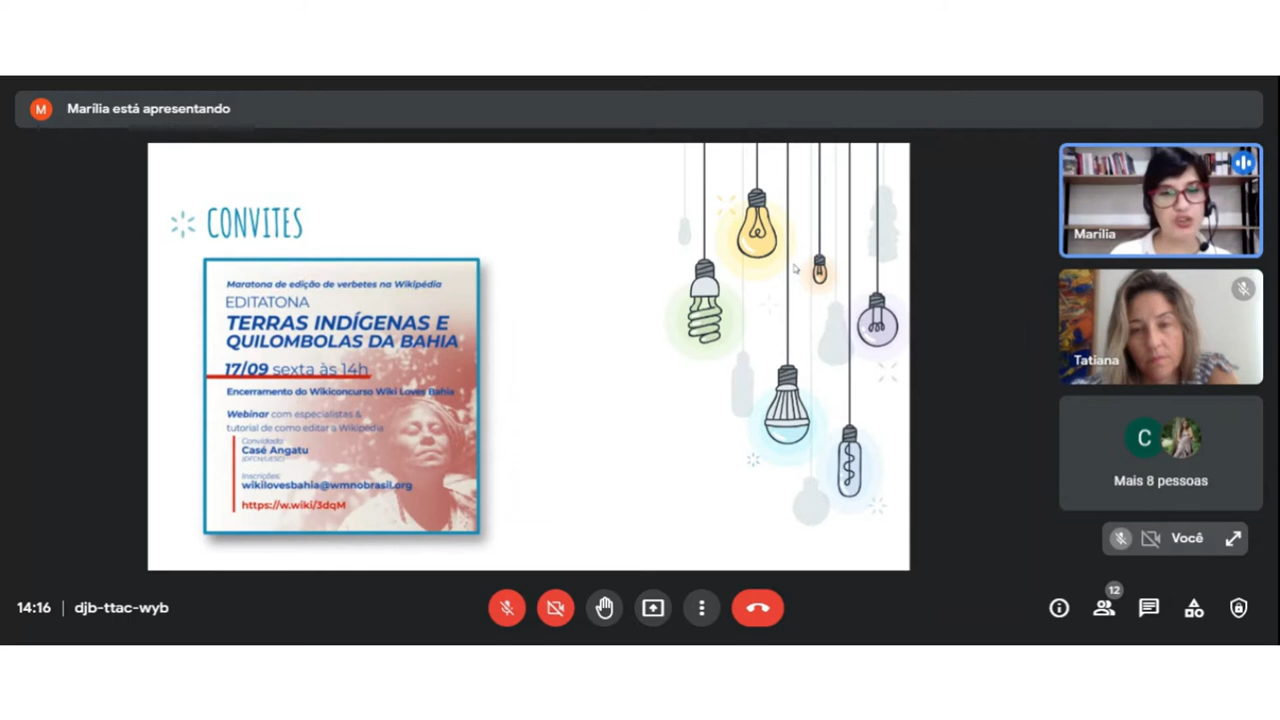 M Marília está apresentando
CONVITES
Maratona de edição de verbetes na Wikipédia
EDITATONA
TERRAS INDÍGENAS E
QUILOMBOLAS DA BAHIA
17/09 sexta às 14h
Encerramento do Wikiconcurso Wiki Loves Bahia
Webinar com especialistas &
tutorial de como editar a Wikipédia
Convidado:
Casé Angatu
Inscrições:
wikilovesbahia@wmnobrasil.org
https://w.wiki/3dqM
Marília
Tatiana
C
Mais 8 pessoas
Você
14:16 | djb-ttac-wyb
12